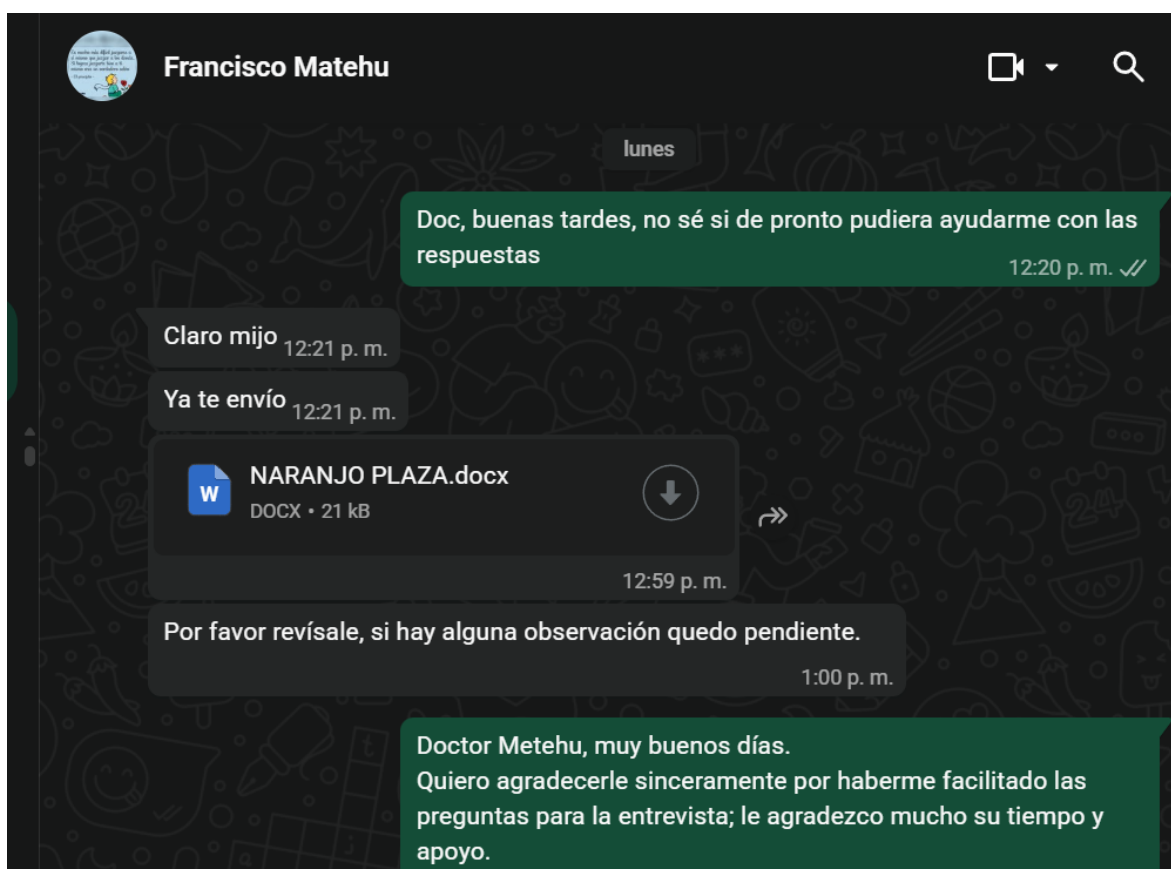 Francisco Matehu
lunes
Doc, buenas tardes, no sé si de pronto pudiera ayudarme con las
respuestas
12:20 p. m.
Claro mijo
12:21 p. m.
Ya te envío
12:21 p. m.
W
NARANJO PLAZA.docx
DOCX • 21 kB
12:59 p. m.
Por favor revísale, si hay alguna observación quedo pendiente.
1:00 p. m.
Doctor Metehu, muy buenos días.
Quiero agradecerle sinceramente por haberme facilitado las
preguntas para la entrevista; le agradezco mucho su tiempo y
apoyo.